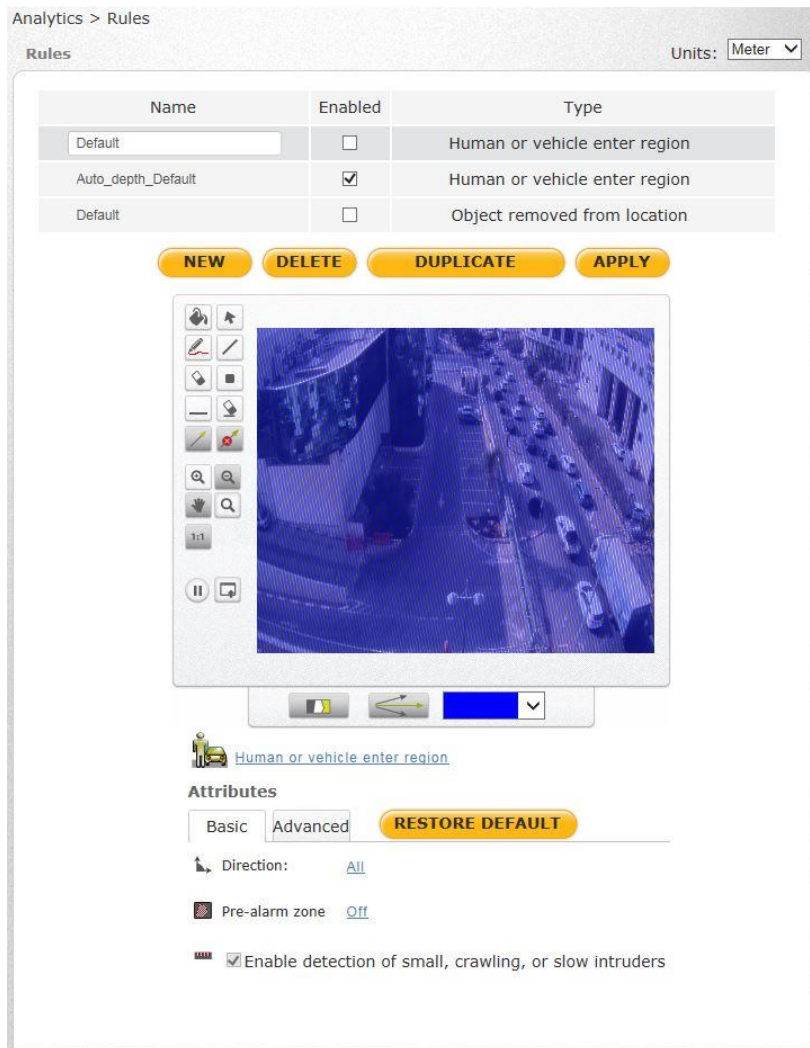 Analytics > Rules
Rules
Units: Meter
Name Enabled Type
Default Human or vehicle enter region
Auto_depth_Default Human or vehicle enter region
Default Object removed from location
NEW DELETE DUPLICATE APPLY
1:1
Human or vehicle enter region
Attributes
Basic Advanced RESTORE DEFAULT
Direction: All
Pre-alarm zone Off
Enable detection of small, crawling, or slow intruders